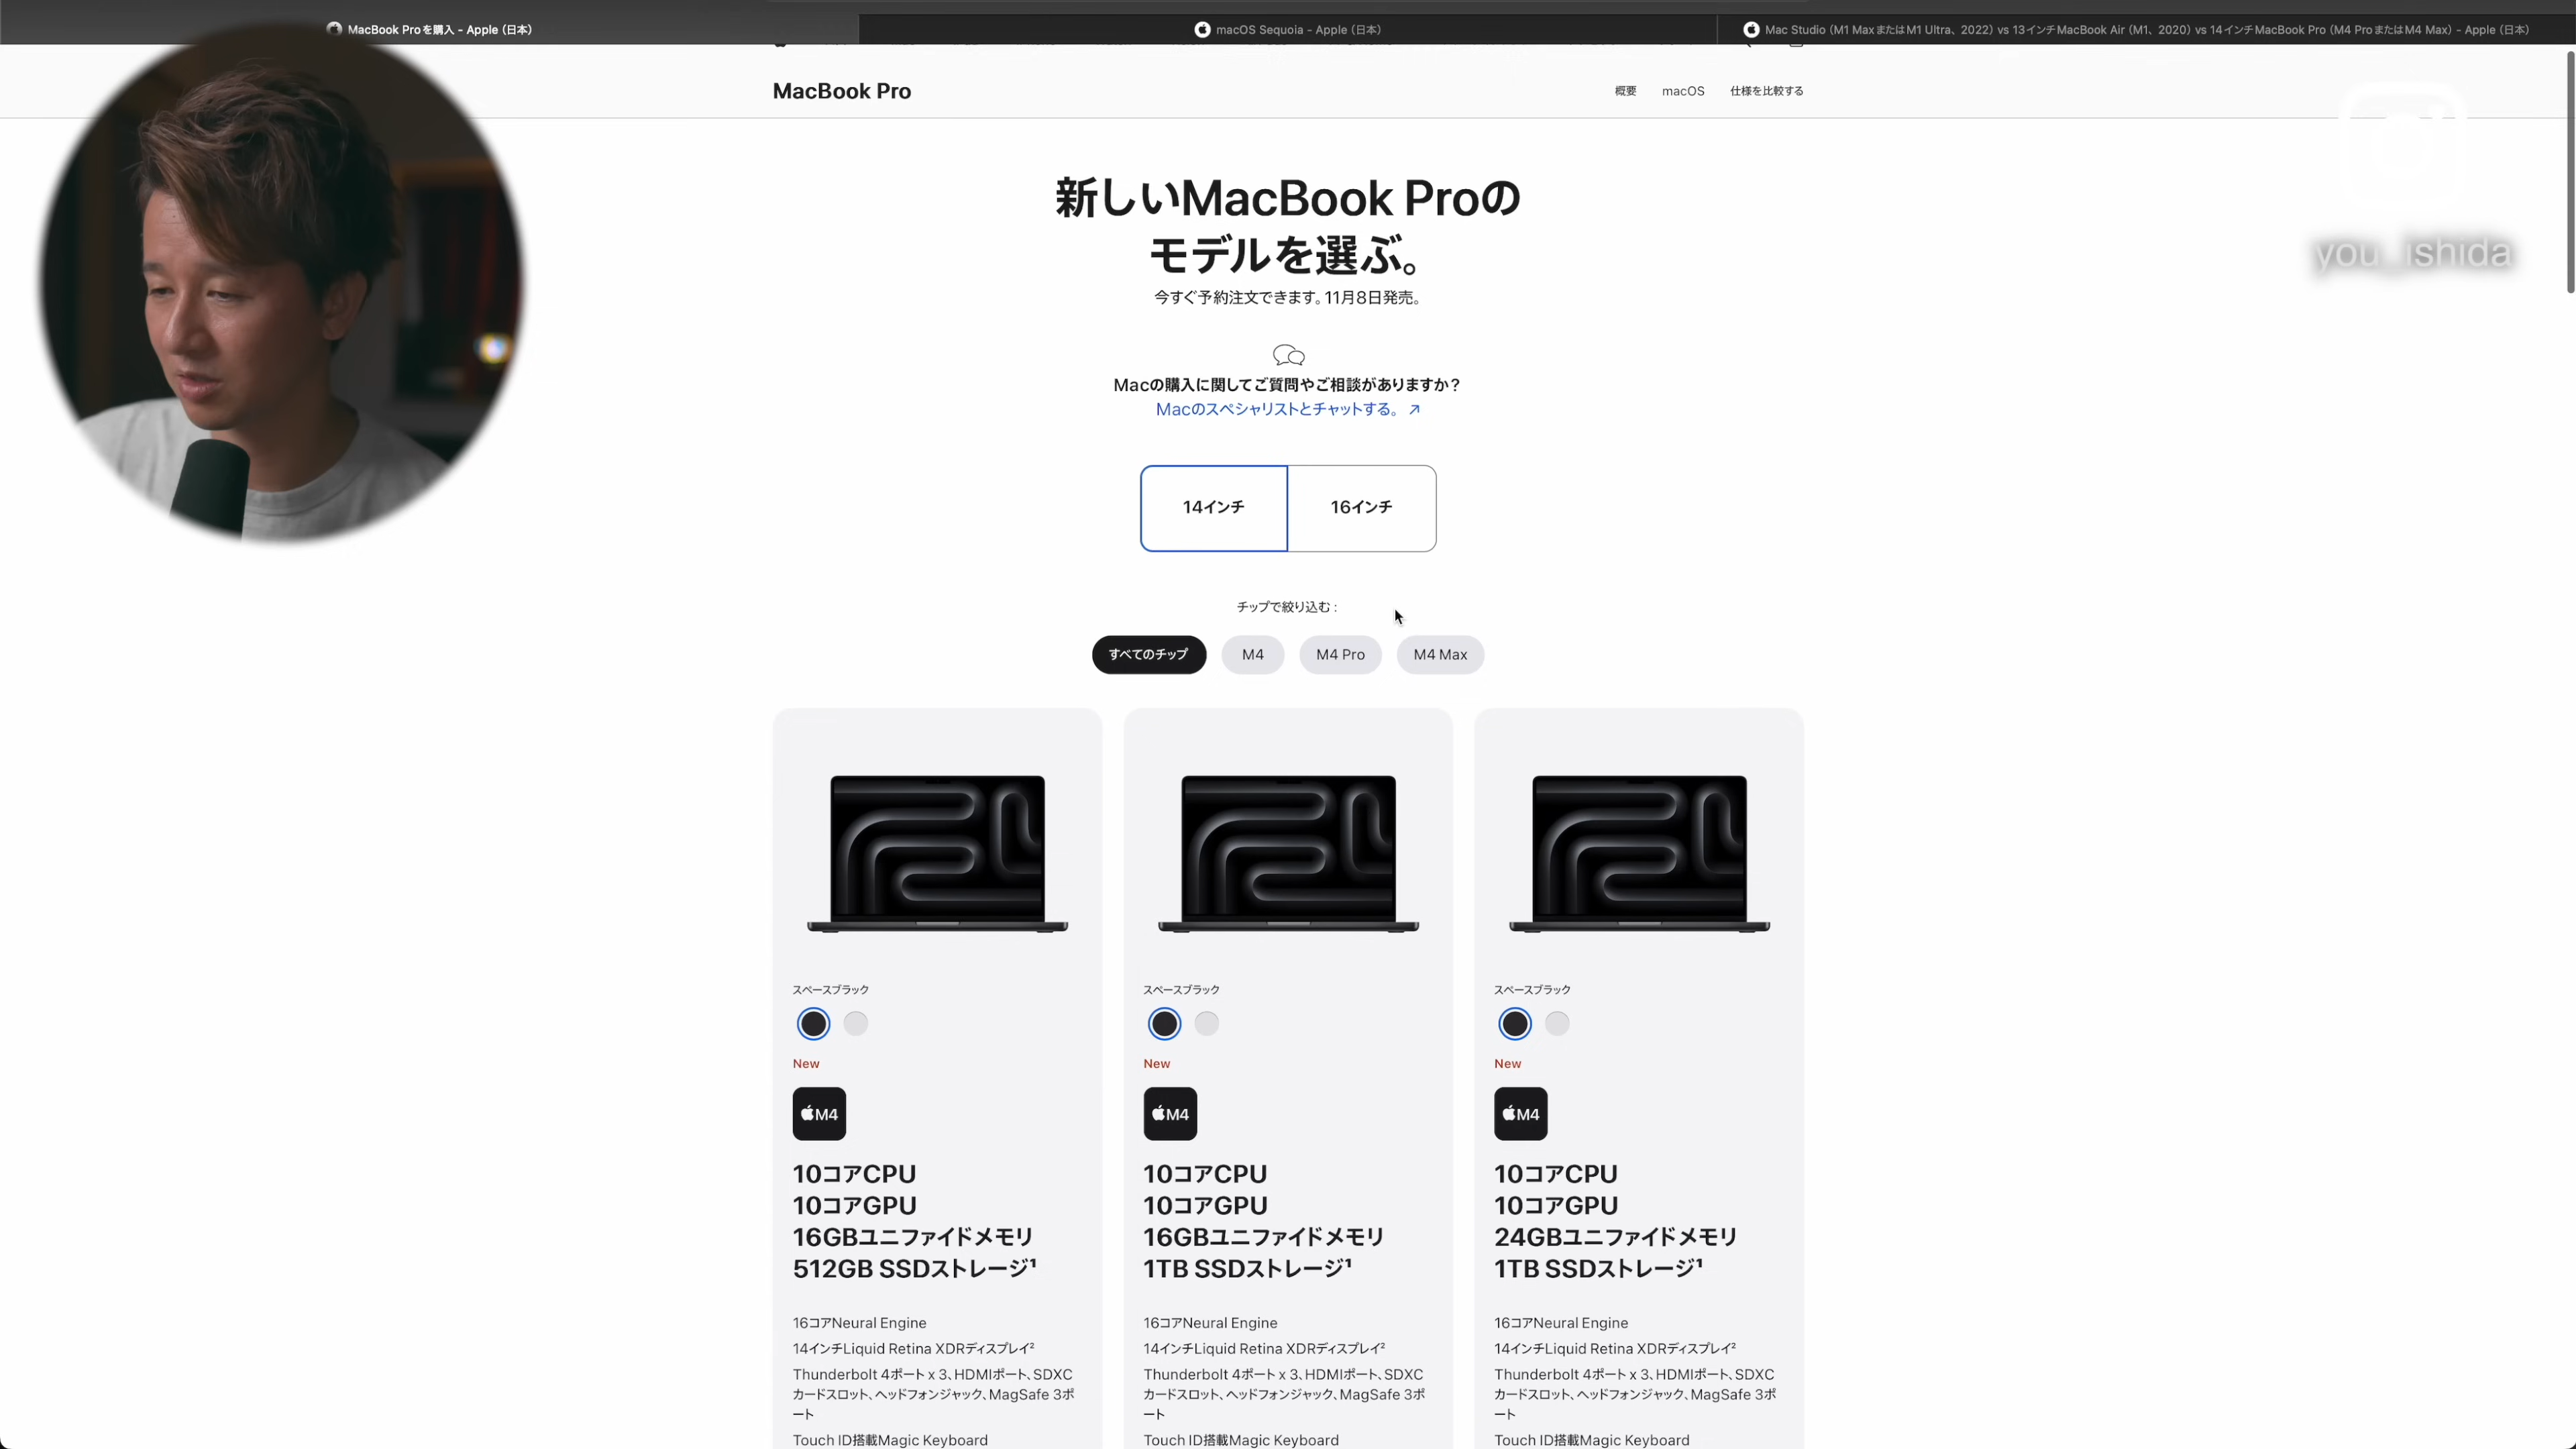 MacBook Proを購入 - Apple（日本）
macOS Sequoia - Apple（日本）
Mac Studio（M1 MaxまたはM1 Ultra、2022）vs 13インチMacBook Air（M1、2020）vs 14インチMacBook Pro（M4 ProまたはM4 Max）- Apple（日本）
MacBook Pro
概要
macOS
仕様を比較する
you_ishida
新しいMacBook Proの
モデルを選ぶ。
今すぐ予約注文できます。11月8日発売。
Macの購入に関してご質問やご相談がありますか？
Macのスペシャリストとチャットする。
14インチ
16インチ
チップで絞り込む：
すべてのチップ
M4
M4 Pro
M4 Max
スペースブラック
New
M4
10コアCPU
10コアGPU
16GBユニファイドメモリ
512GB SSDストレージ¹
16コアNeural Engine
14インチLiquid Retina XDRディスプレイ²
Thunderbolt 4ポート x 3、HDMIポート、SDXC
カードスロット、ヘッドフォンジャック、MagSafe 3ポ
ート
Touch ID搭載Magic Keyboard
スペースブラック
New
M4
10コアCPU
10コアGPU
16GBユニファイドメモリ
1TB SSDストレージ¹
16コアNeural Engine
14インチLiquid Retina XDRディスプレイ²
Thunderbolt 4ポート x 3、HDMIポート、SDXC
カードスロット、ヘッドフォンジャック、MagSafe 3ポ
ート
Touch ID搭載Magic Keyboard
スペースブラック
New
M4
10コアCPU
10コアGPU
24GBユニファイドメモリ
1TB SSDストレージ¹
16コアNeural Engine
14インチLiquid Retina XDRディスプレイ²
Thunderbolt 4ポート x 3、HDMIポート、SDXC
カードスロット、ヘッドフォンジャック、MagSafe 3ポ
ート
Touch ID搭載Magic Keyboard